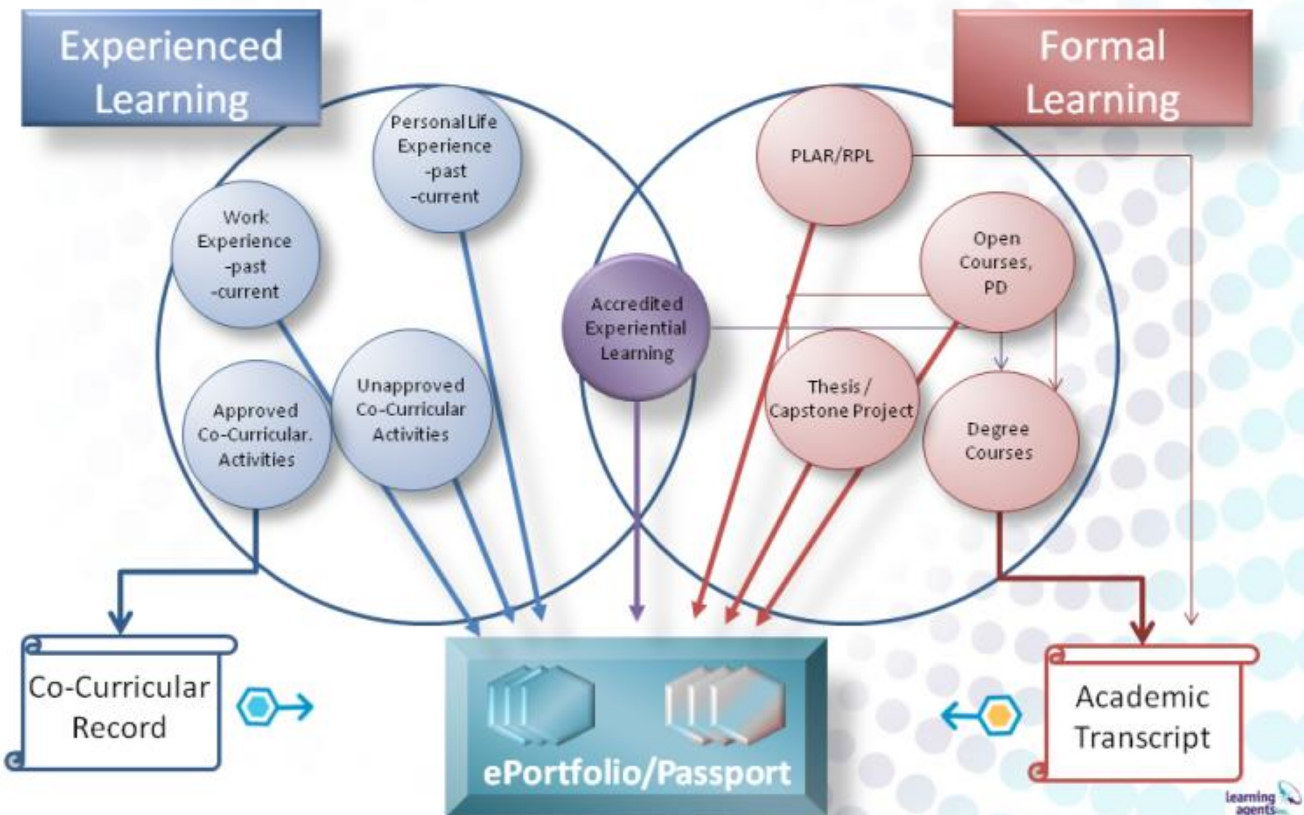 Experienced
Learning
Formal
Learning
Personal Life
Experience
-past
-current
PLAR/RPL
Work
Experience
-past
-current
Open
Courses,
PD
Accredited
Experiential
Learning
Approved
Co-Curricular.
Activities
Unapproved
Co-Curricular
Activities
Thesis /
Capstone Project
Degree
Courses
Co-Curricular
Record
ePortfolio/Passport
Academic
Transcript
learning
agents